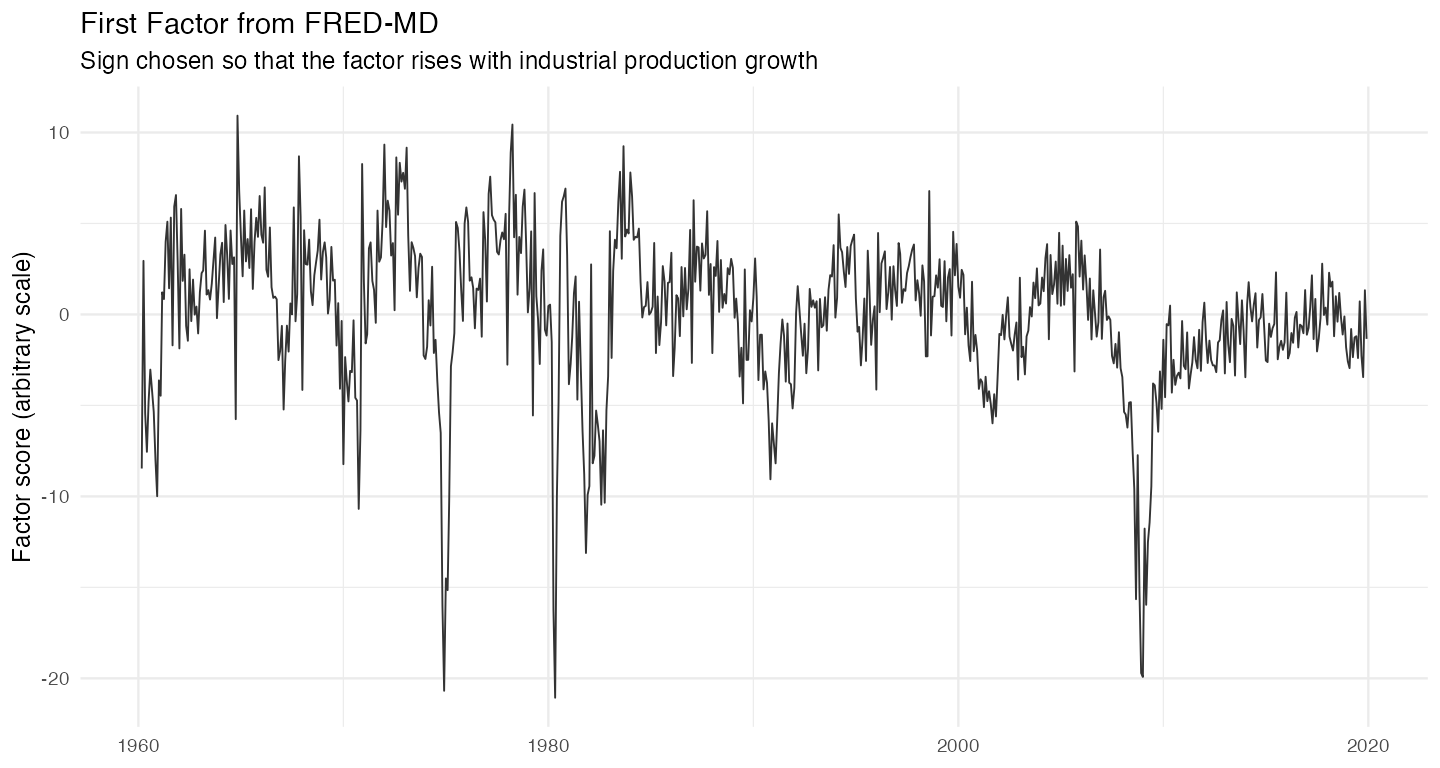 First Factor from FRED-MD
Sign chosen so that the factor rises with industrial production growth
Factor score (arbitrary scale)
10
0
-10
-20
1960
1980
2000
2020